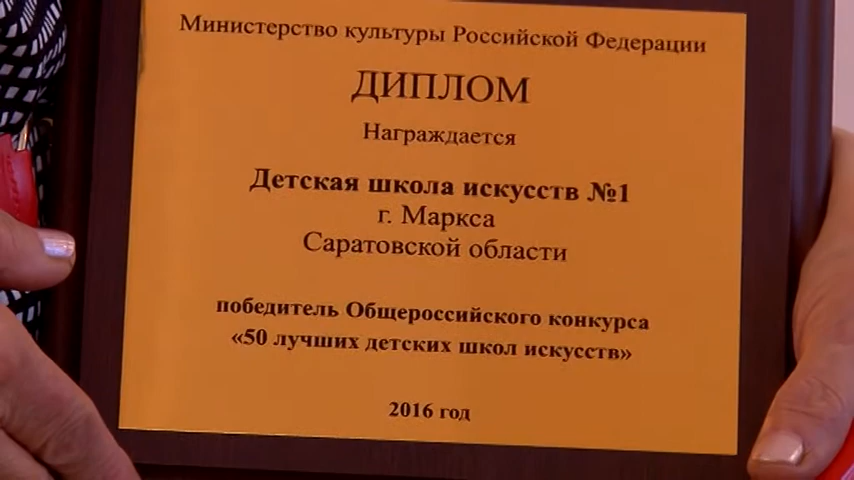 Министерство культуры Российской Федерации
ДИПЛОМ
Награждается
Детская школа искусств №1
г. Маркса
Саратовской области
победитель Общероссийского конкурса
«50 лучших детских школ искусств»
2016 год